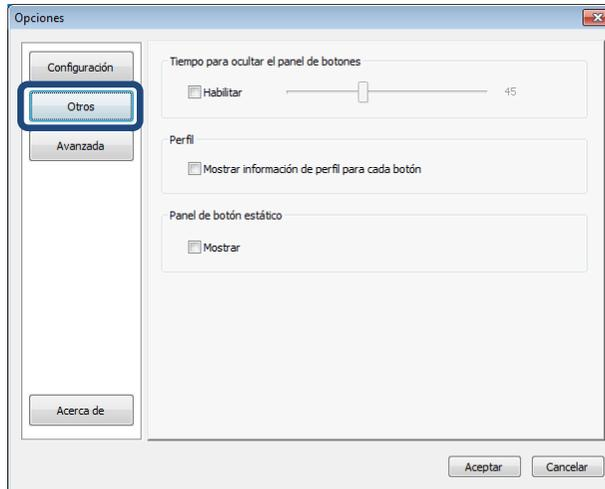 Opciones
Configuración
Otros
Avanzada
Acerca de
Tiempo para ocultar el panel de botones
Habilitar 45
Perfil
Mostrar información de perfil para cada botón
Panel de botón estático
Mostrar
Aceptar Cancelar